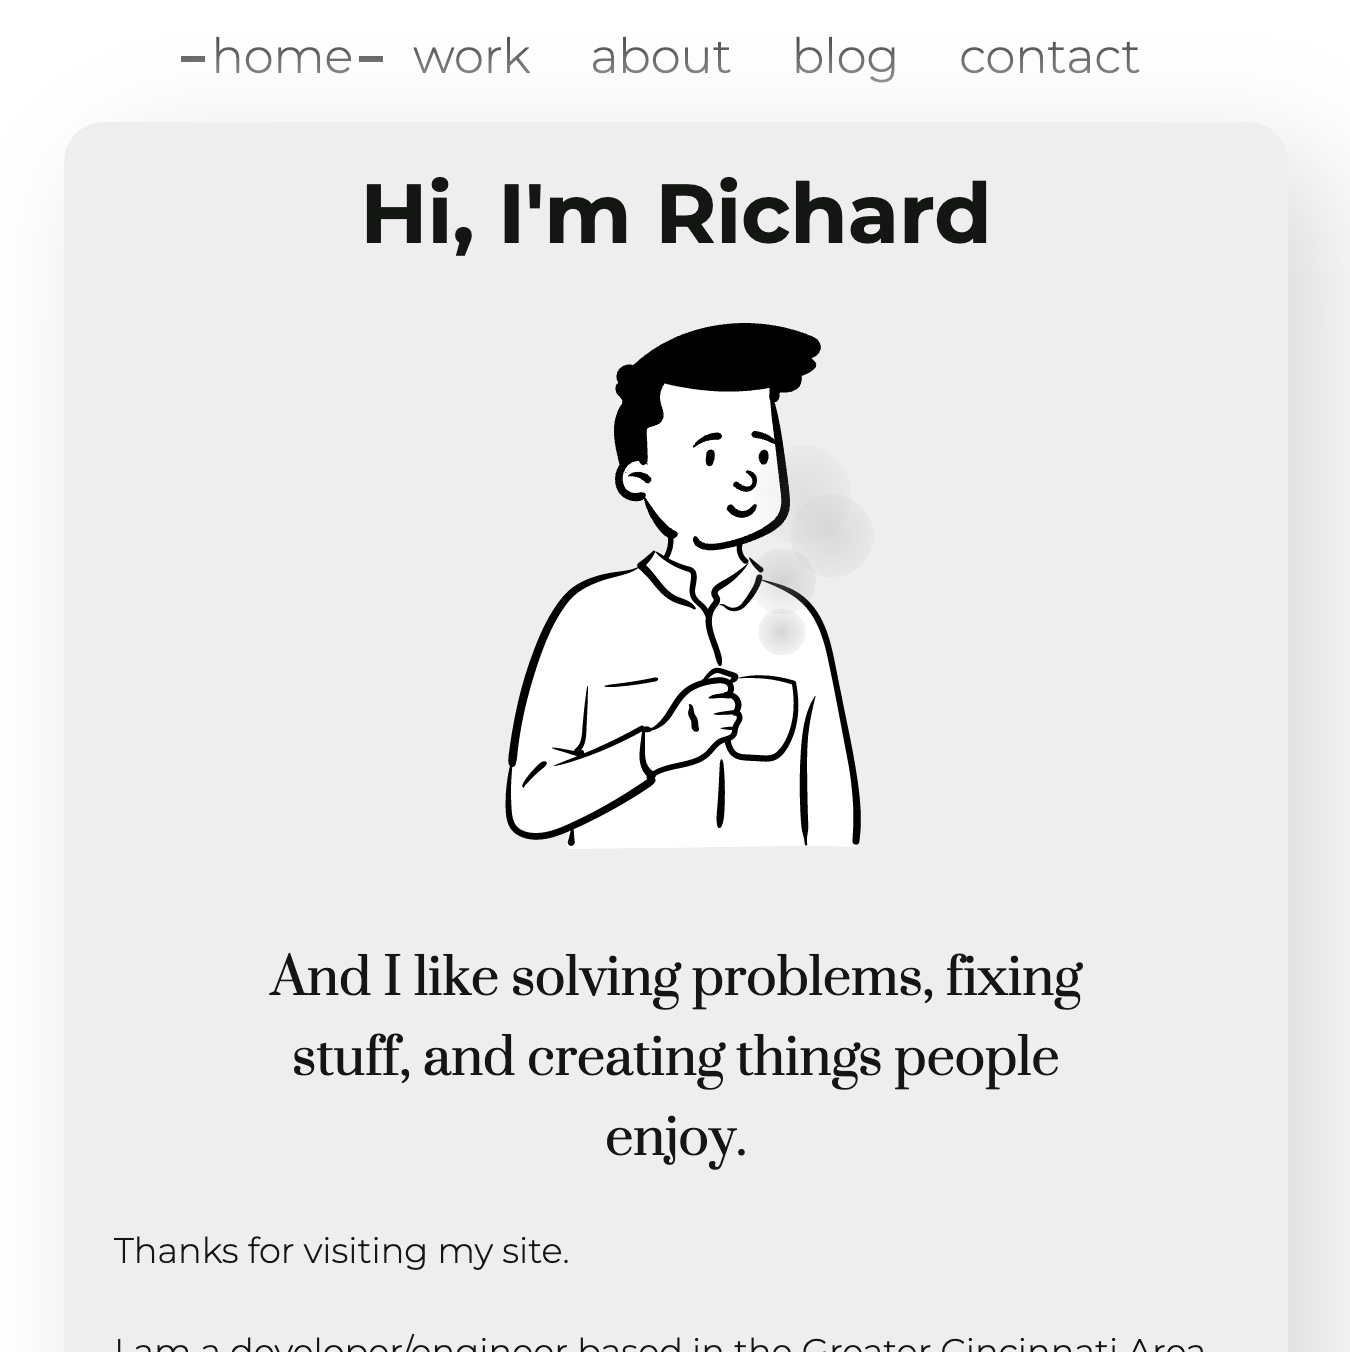 -home- work about blog contact
Hi, I'm Richard
And I like solving problems, fixing
stuff, and creating things people
enjoy.
Thanks for visiting my site.
I am a developer/engineer based in the Greater Cincinnati Area